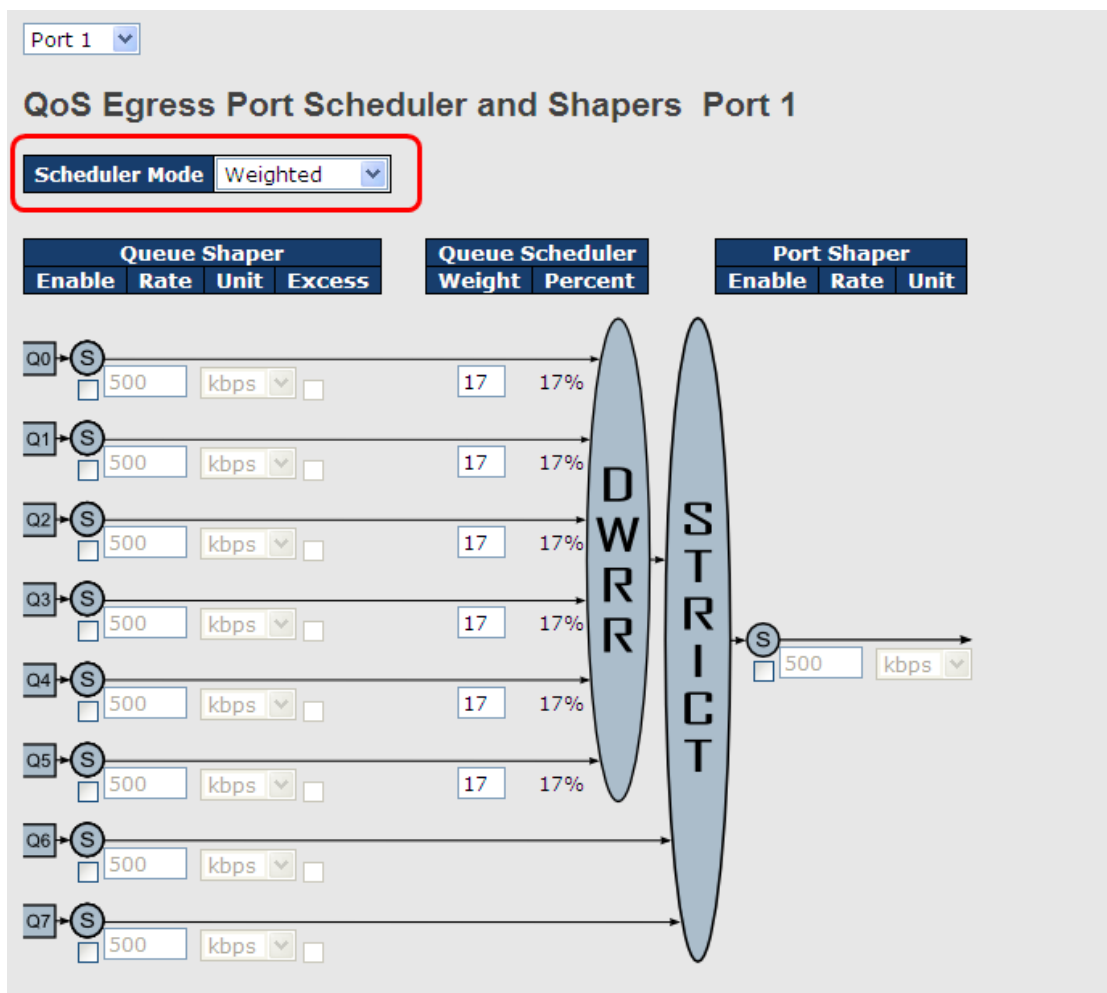 Port 1
QoS Egress Port Scheduler and Shapers Port 1
Scheduler Mode Weighted
Queue Shaper Queue Scheduler Port Shaper
Enable Rate Unit Excess Weight Percent Enable Rate Unit
Q0 S
500 kbps 17 17%
Q1 S
500 kbps 17 17%
Q2 S
500 kbps 17 17%
Q3 S
500 kbps 17 17%
Q4 S
500 kbps 17 17%
Q5 S
500 kbps 17 17%
Q6 S
500 kbps
Q7 S
500 kbps
DWRR
STRICT
S
500 kbps